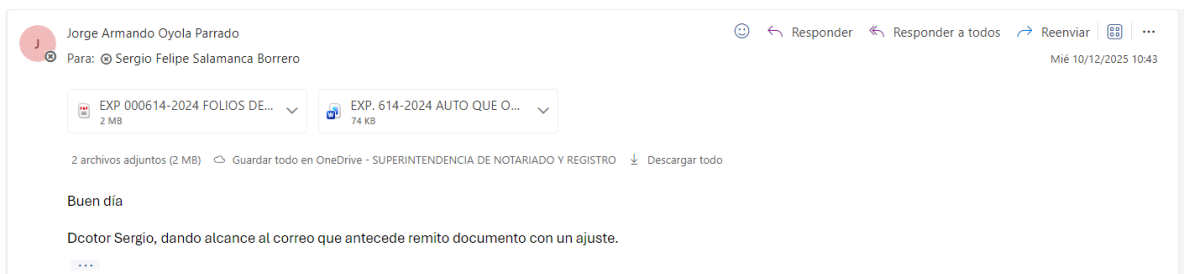 J
Jorge Armando Oyola Parrado
Responder
Responder a todos
Reenviar
Para: Sergio Felipe Salamanca Borrero
Mié 10/12/2025 10:43
EXP 000614-2024 FOLIOS DE...
2 MB
EXP. 614-2024 AUTO QUE O...
74 KB
2 archivos adjuntos (2 MB) Guardar todo en OneDrive - SUPERINTENDENCIA DE NOTARIADO Y REGISTRO Descargar todo
Buen día
Dcotor Sergio, dando alcance al correo que antecede remito documento con un ajuste.
...